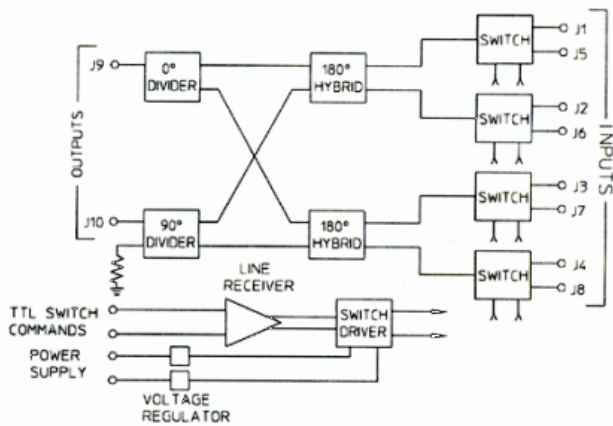 J9
0°
DIVIDER
180°
HYBRID
SWITCH
J1
J5
SWITCH
J2
J6
OUTPUTS
INPUTS
J10
90°
DIVIDER
180°
HYBRID
SWITCH
J3
J7
SWITCH
J4
J8
LINE
RECEIVER
TTL SWITCH
COMMANDS
SWITCH
DRIVER
POWER
SUPPLY
VOLTAGE
REGULATOR